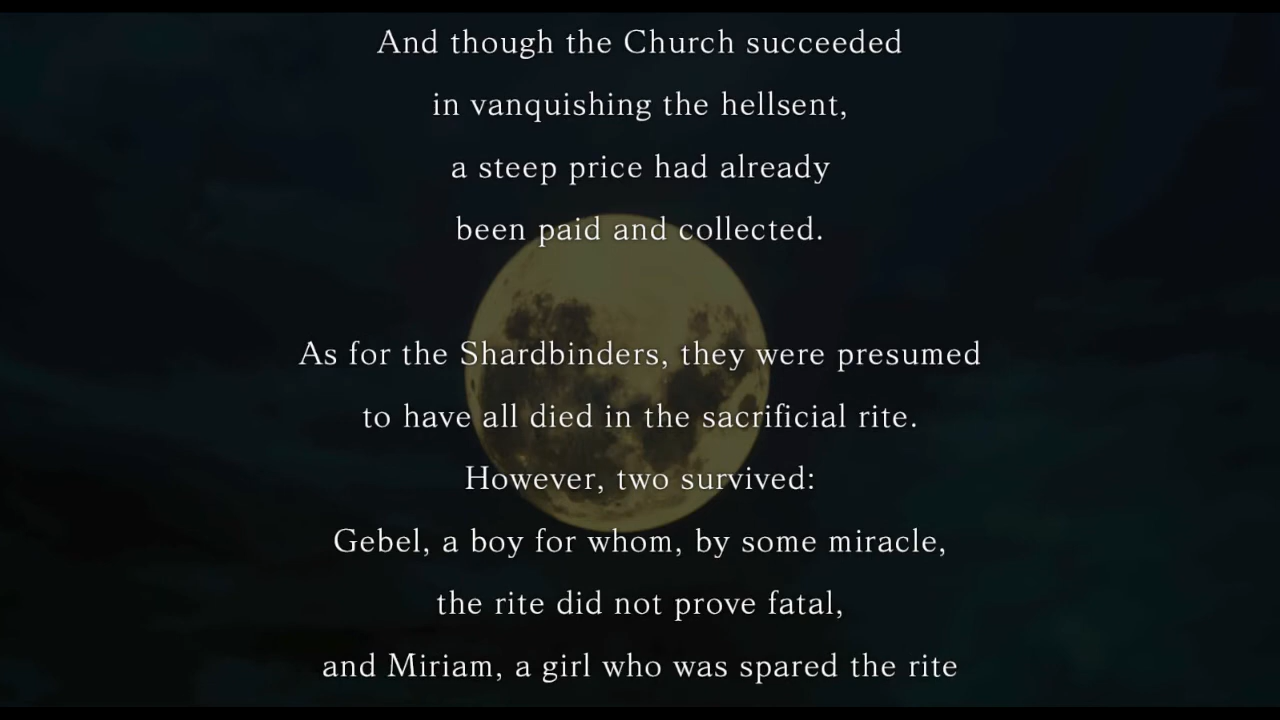 And though the Church succeeded
in vanquishing the hellsent,
a steep price had already
been paid and collected.
As for the Shardbinders, they were presumed
to have all died in the sacrificial rite.
However, two survived:
Gebel, a boy for whom, by some miracle,
the rite did not prove fatal,
and Miriam, a girl who was spared the rite